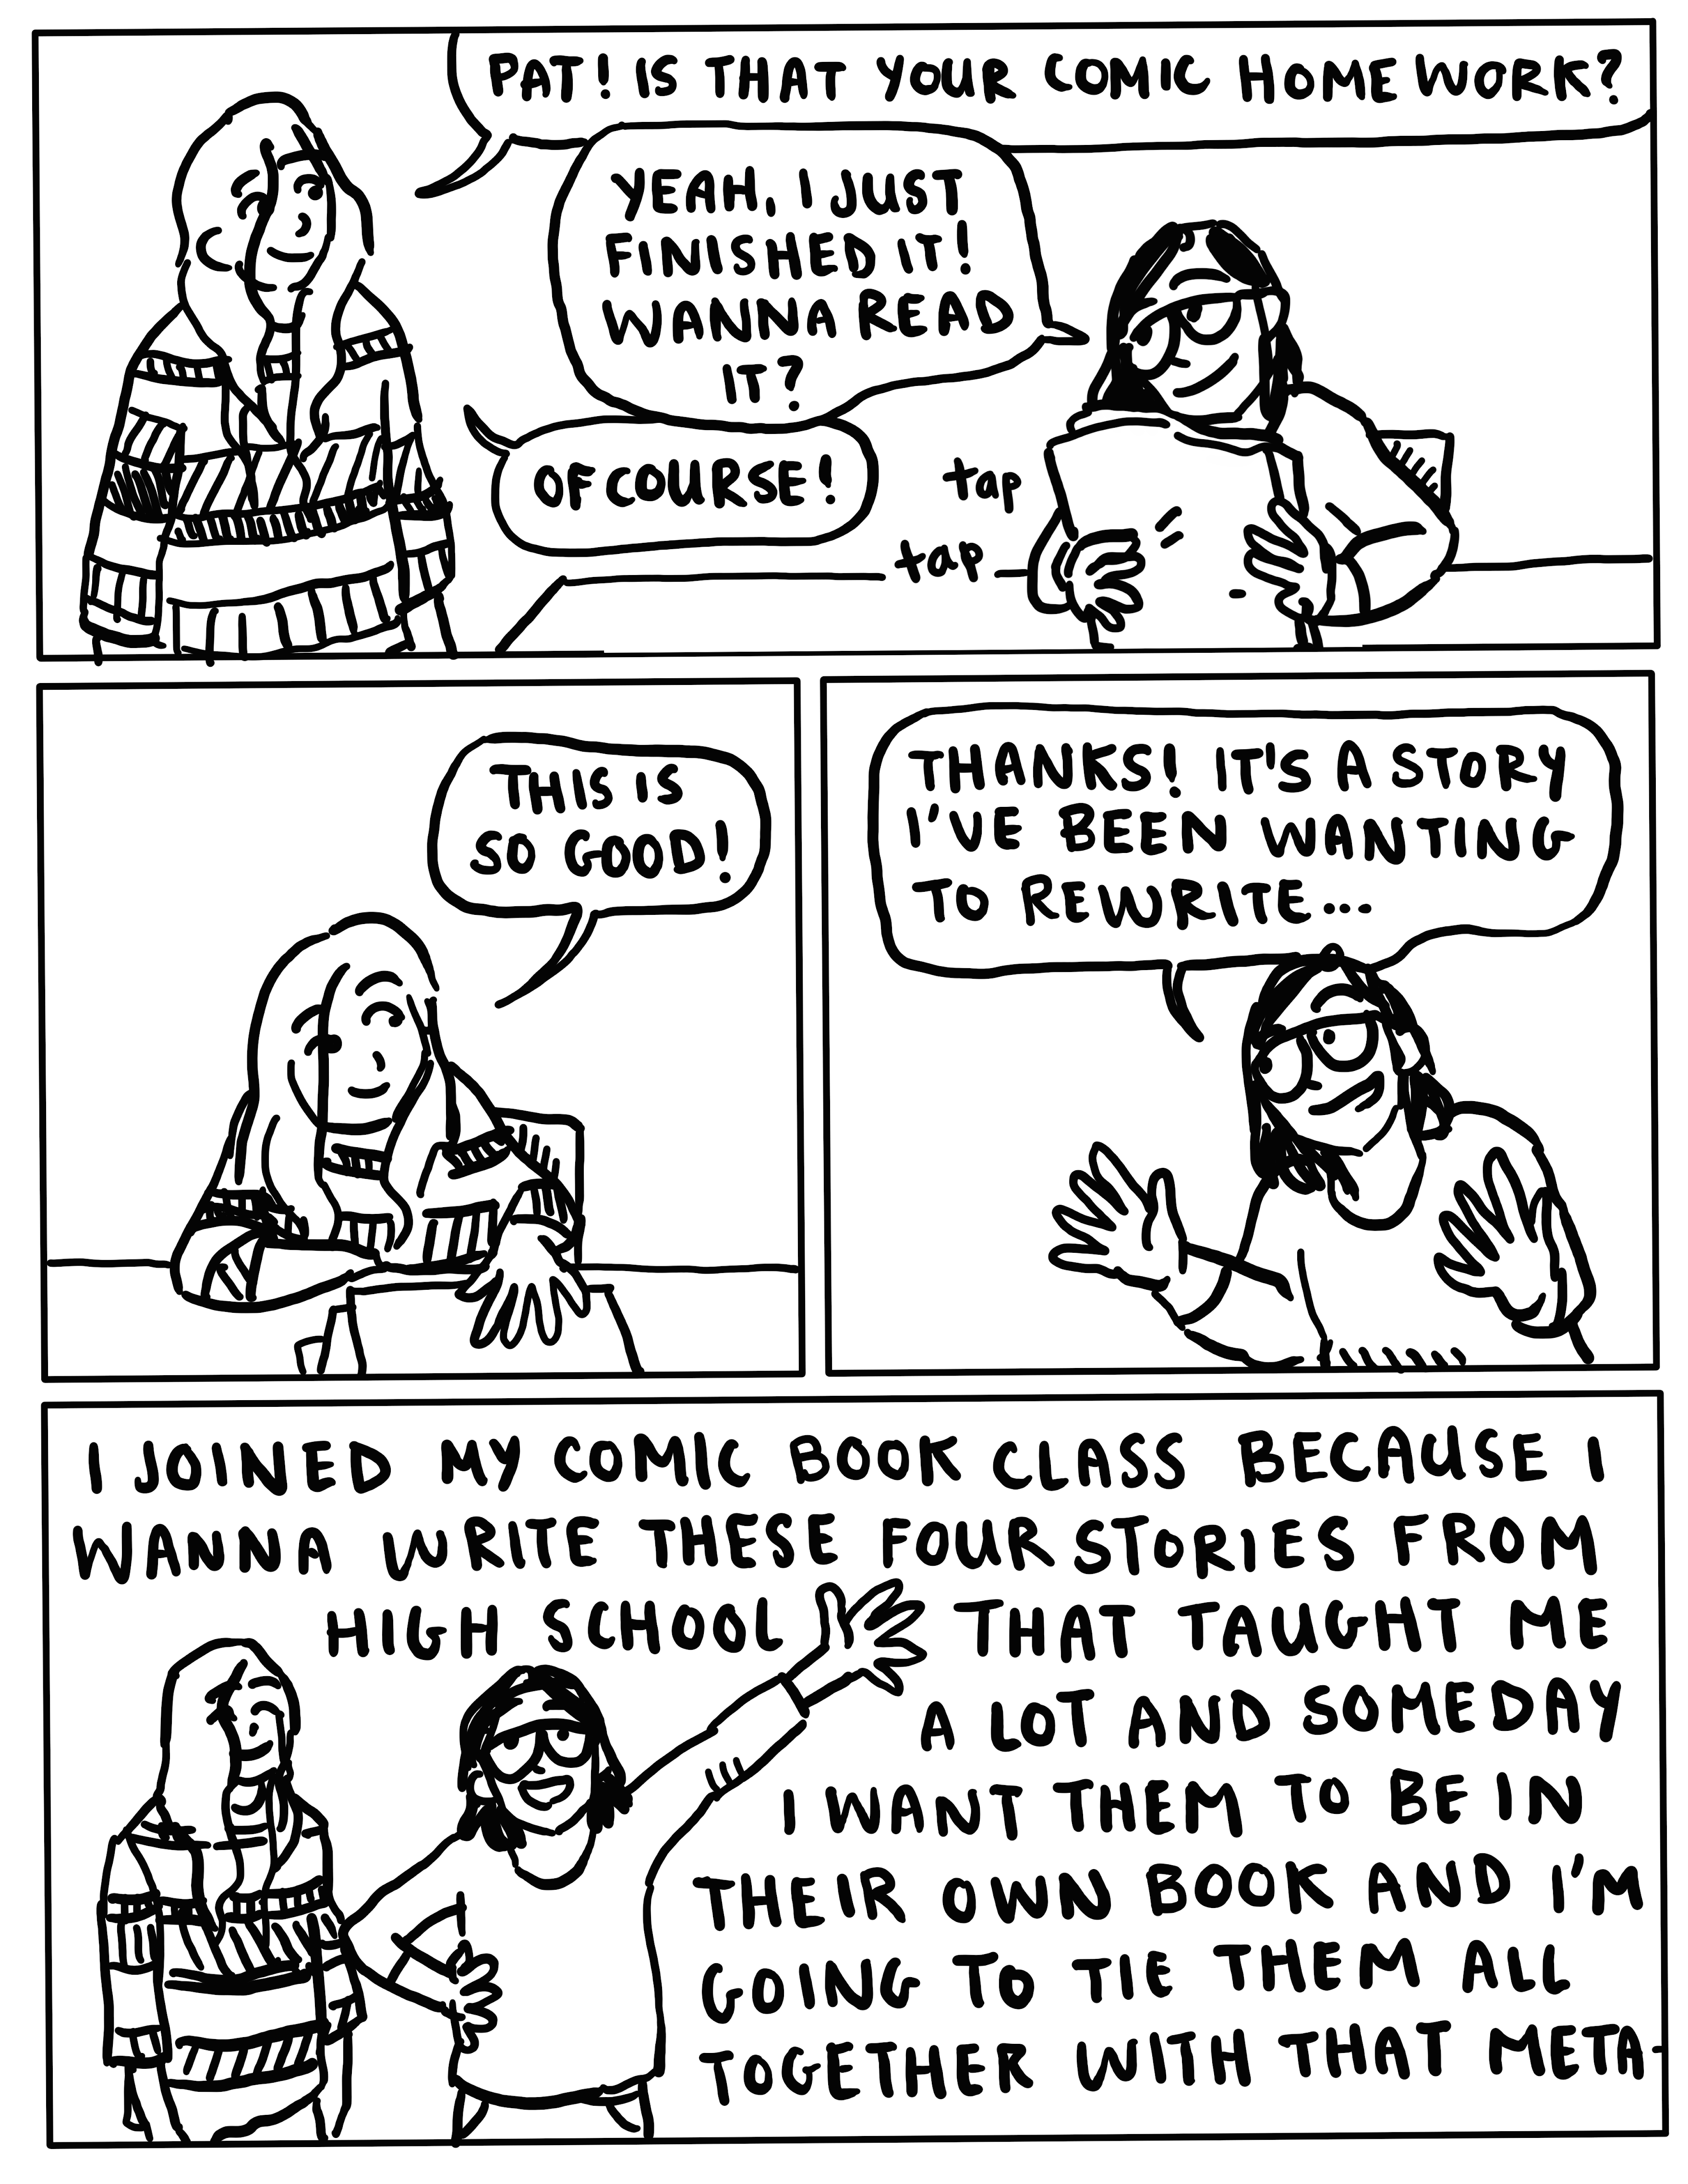 PAT! IS THAT YOUR COMIC HOMEWORK?
YEAH, I JUST
FINISHED IT!
WANNA READ
IT?
OF COURSE!
tap
tap
THIS IS
SO GOOD!
THANKS! IT'S A STORY
I'VE BEEN WANTING
TO REWRITE...
I JOINED MY COMIC BOOK CLASS BECAUSE I
WANNA WRITE THESE FOUR STORIES FROM
HIGH SCHOOL THAT TAUGHT ME
A LOT AND SOMEDAY
I WANT THEM TO BE IN
THEIR OWN BOOK AND I'M
GOING TO TIE THEM ALL
TOGETHER WITH THAT META-